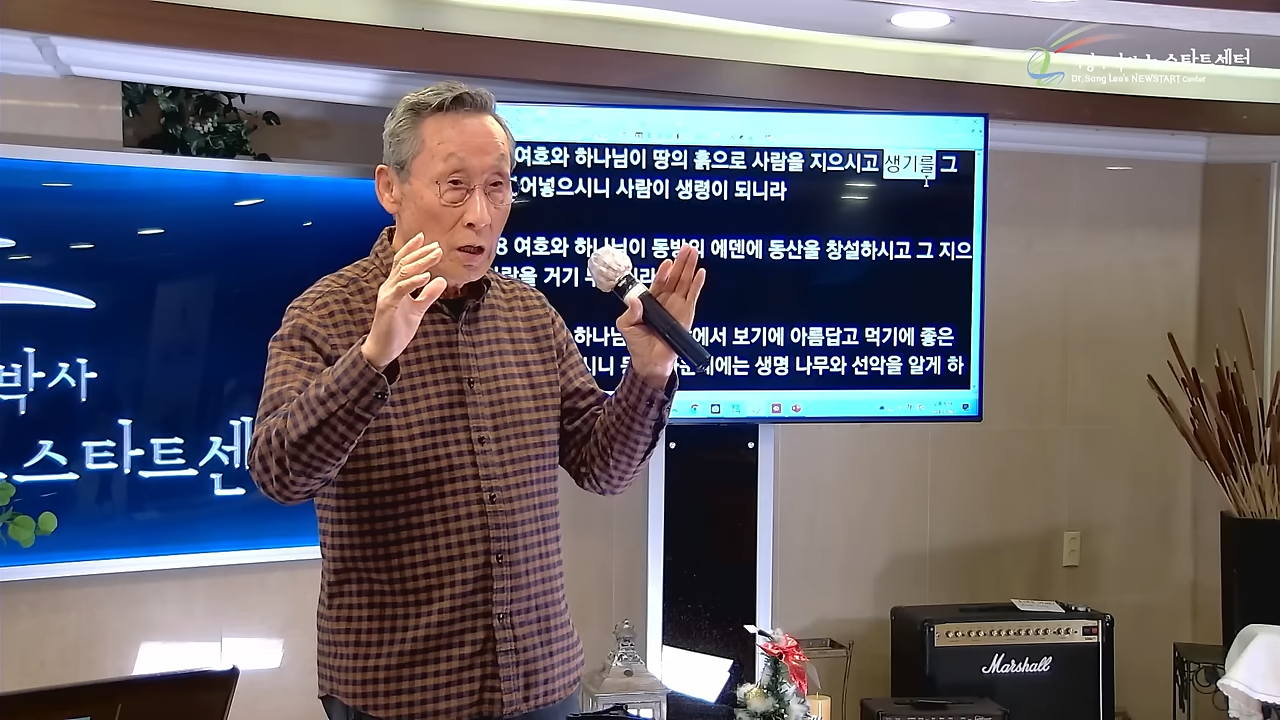 스타트센터
Dr. Sang Lee's NEWSTART Center
여호와 하나님이 땅의 흙으로 사람을 지으시고 생기를 그
어넣으시니 사람이 생령이 되니라
8 여호와 하나님이 동방의 에덴에 동산을 창설하시고 그 지으
사람을 거기
하나님 에서 보기에 아름답고 먹기에 좋은
시니 에는 생명 나무와 선악을 알게 하
박사
스타트센
Marshall